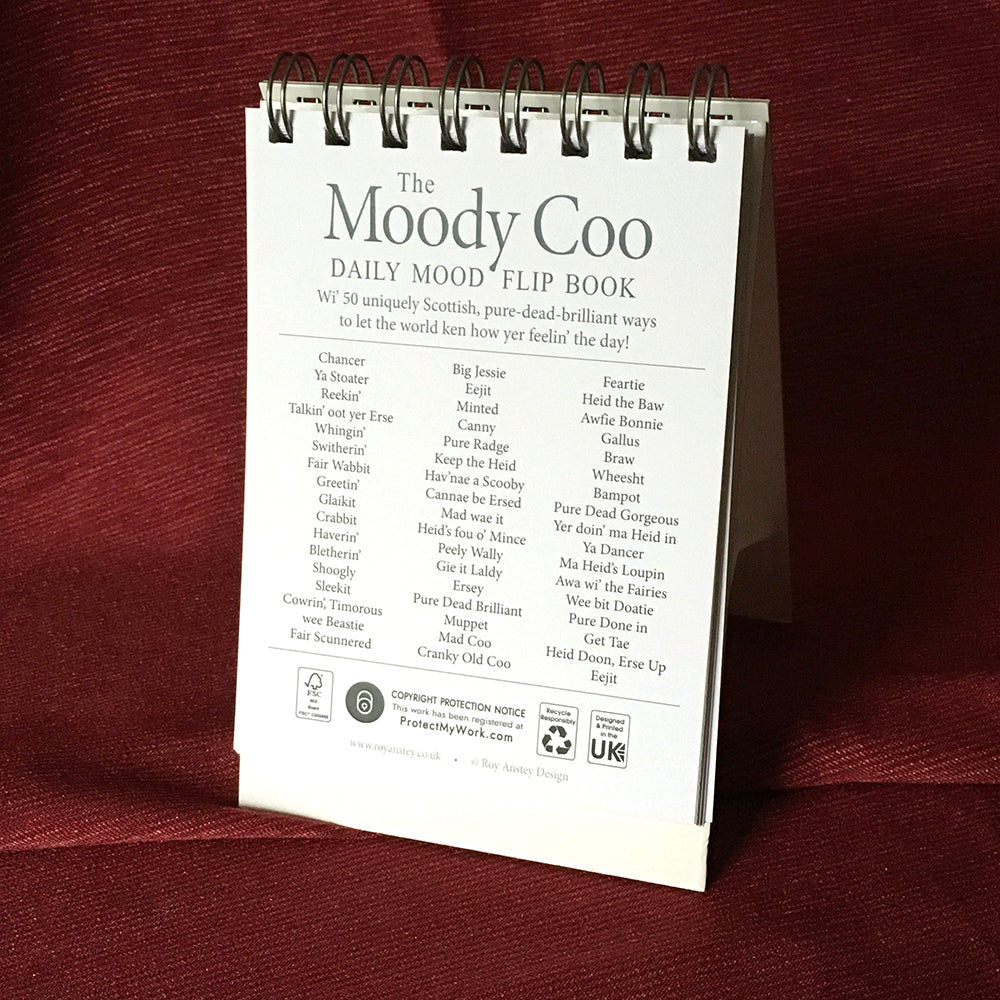 The
Moody Coo
DAILY MOOD FLIP BOOK
Wi' 50 uniquely Scottish, pure-dead-brilliant ways
to let the world ken how yer feelin' the day!
Chancer
Ya Stoater
Reekin'
Talkin' oot yer Erse
Whingin'
Switherin'
Fair Wabbit
Greetin'
Glaikit
Crabbit
Haverin'
Bletherin'
Shoogly
Sleekit
Cowrin', Timorous
wee Beastie
Fair Scunnered
Big Jessie
Eejit
Minted
Canny
Pure Radge
Keep the Heid
Hav'nae a Scooby
Cannae be Ersed
Mad wae it
Heid's fou o' Mince
Peely Wally
Gie it Laldy
Ersey
Pure Dead Brilliant
Muppet
Mad Coo
Cranky Old Coo
Feartie
Heid the Baw
Awfie Bonnie
Gallus
Braw
Wheesht
Bampot
Pure Dead Gorgeous
Yer doin' ma Heid in
Ya Dancer
Ma Heid's Loupin
Awa wi' the Fairies
Wee bit Doatie
Pure Done in
Get Tae
Heid Doon, Erse Up
Eejit
FSC
MIX
Board
COPYRIGHT PROTECTION NOTICE
This work has been registered at
ProtectMyWork.com
Recycle
Responsibly
Designed
& Printed
in the
UK
www.royanstey.co.uk • © Roy Anstey Design